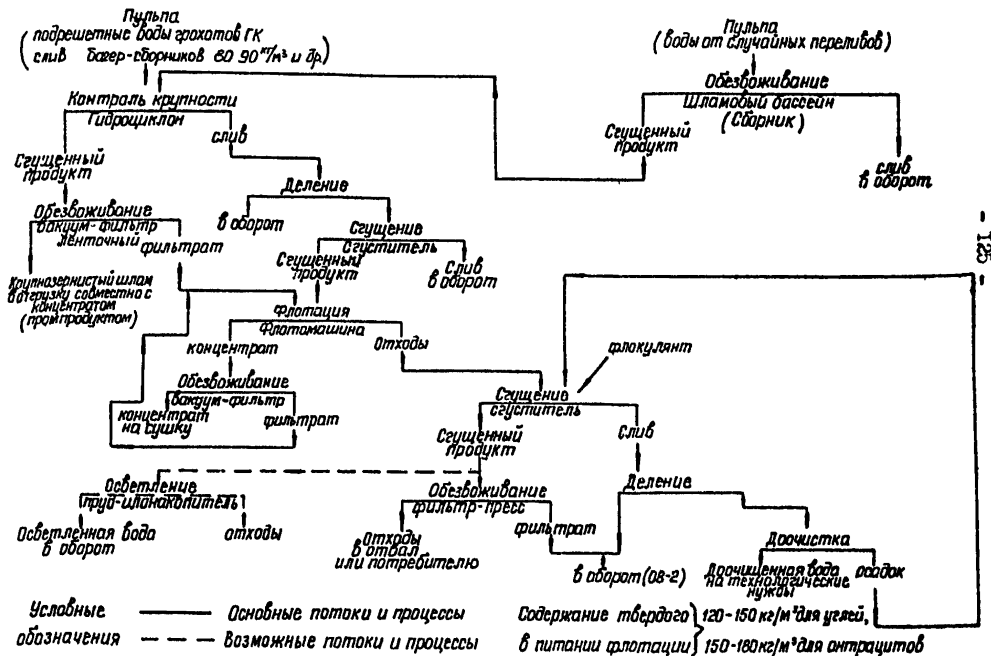 Пульпа
(подрешетные воды грохотов ГК
слив багер-сборников 60 90 кг/м³ и др.)
Контраль крупности
Гидроциклон
Сгущенный
продукт
слив
Обезвоживание
вакуум-фильтр
ленточный
фильтрат
Крупнозернистый шлам
в отгрузку совместно с
концентратом
(промпродуктом)
Деление
в оборот
Сгущение
Сгуститель
Сгущенный
продукт
Слив
в оборот
Флотация
Флотомашина
концентрат
Отходы
Обезвоживание
вакуум-фильтр
концентрат
на сушку
фильтрат
Пульпа
(воды от случайных переливов)
Обезвоживание
Шламовый бассейн
(Сборник)
Сгущенный
продукт
слив
в оборот
- 125 -
флокулянт
Сгущение
сгуститель
Сгущенный
продукт
Слив
Осветление
пруд-илонакопитель
Осветленная вода
в оборот
отходы
Обезвоживание
фильтр-пресс
Отходы
в отвал
или потребителю
фильтрат
в оборот (ОВ-2)
Деление
Доочистка
Доочищенная вода
на технологические
нужды
осадок
Условные
обозначения
Основные потоки и процессы
Возможные потоки и процессы
Содержание твердого
в питании флотации
120-150 кг/м³ для углей,
150-180 кг/м³ для антрацитов